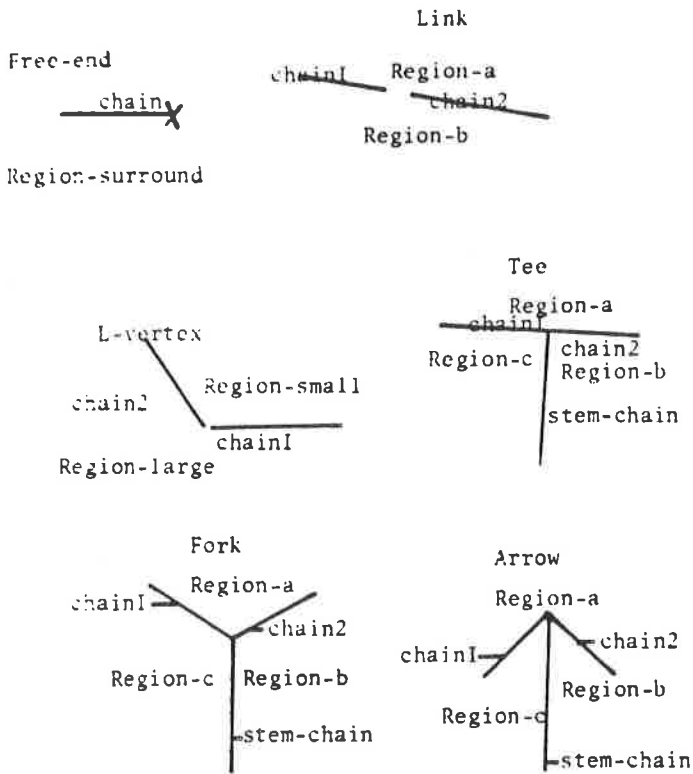 Link
Free-end
chain
chain1 Region-a
chain2
Region-b
Region-surround
Tee
Region-a
chain1
L-vertex
Region-c chain2
Region-b
Region-small
chain2
stem-chain
chain1
Region-large
Fork
Arrow
Region-a
Region-a
chain1
chain2
chain1 chain2
Region-c Region-b
Region-b
Region-c
stem-chain
stem-chain